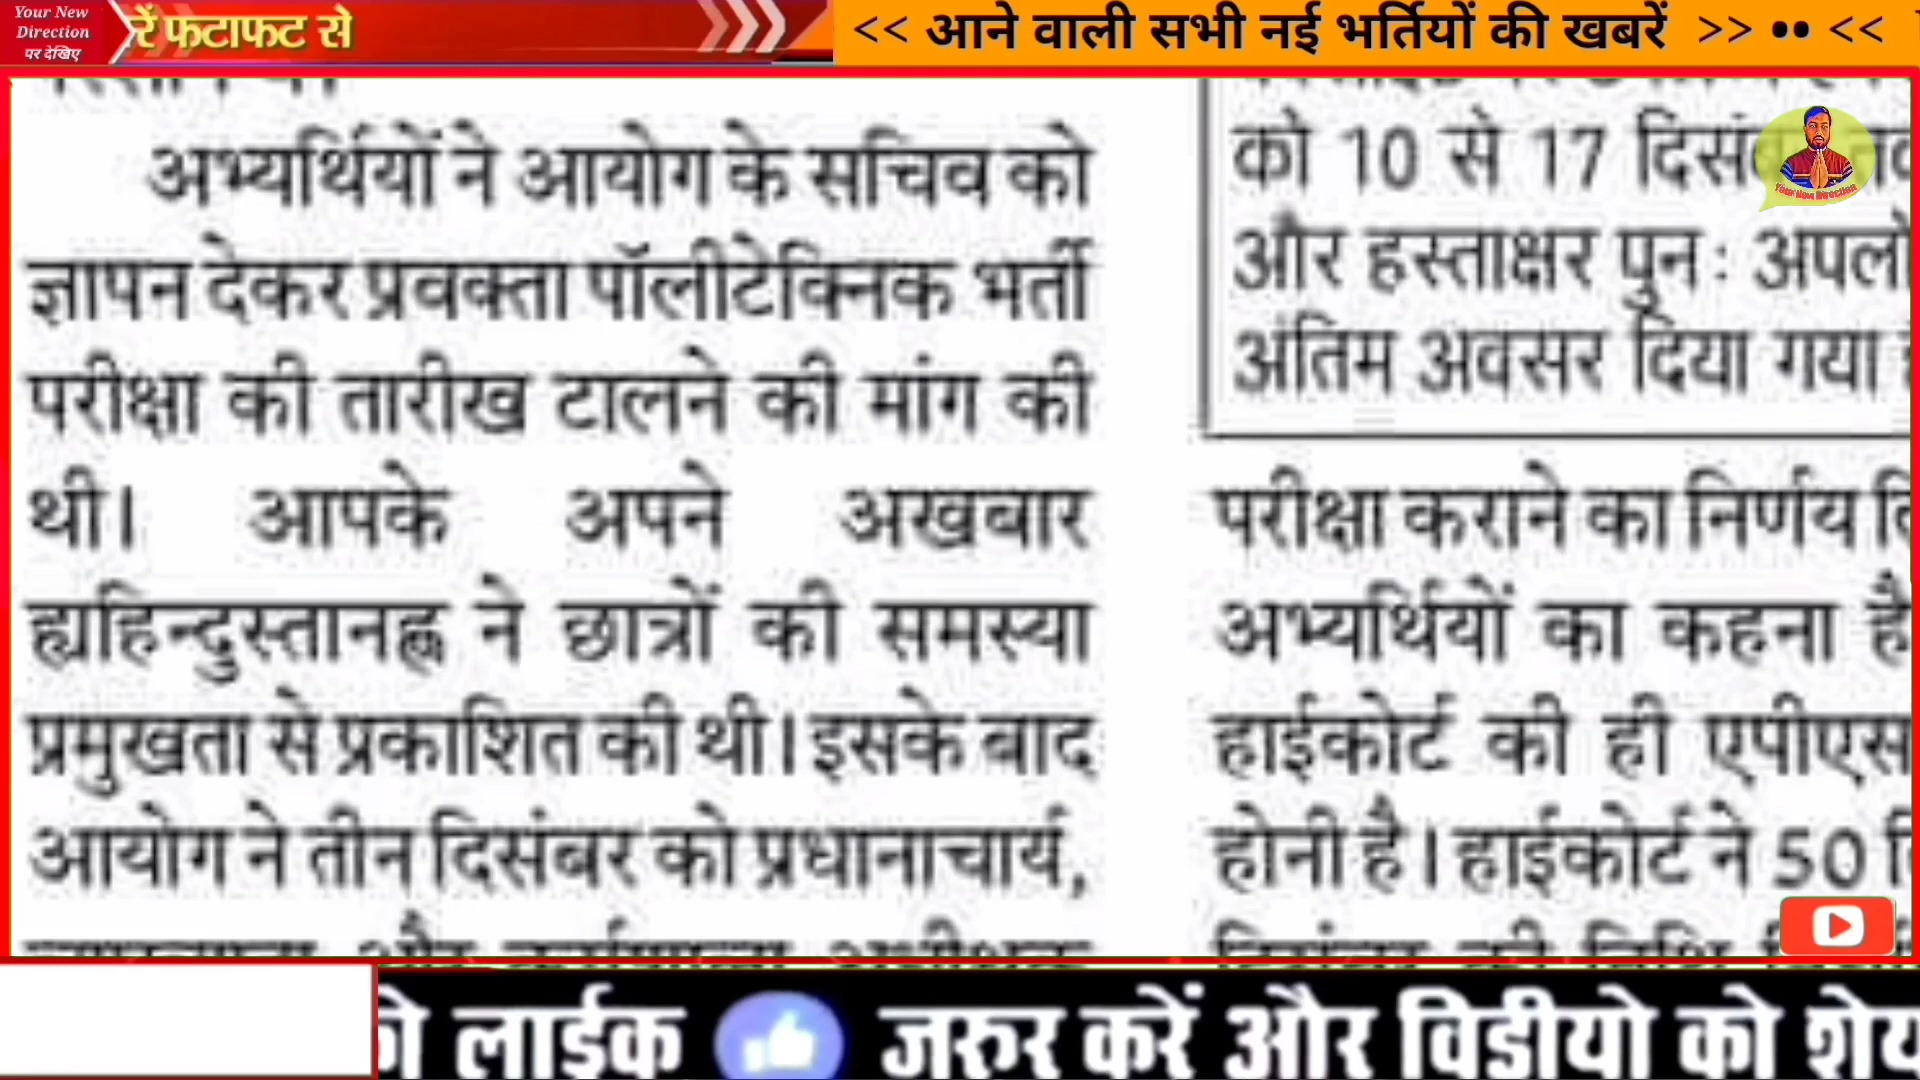 Your New
Direction
पर देखिए
रें फटाफट से
<< आने वाली सभी नई भर्तियों की खबरें >> •• <<
अभ्यर्थियों ने आयोग के सचिव को
ज्ञापन देकर प्रवक्ता पॉलीटेक्निक भर्ती
परीक्षा की तारीख टालने की मांग की
थी। आपके अपने अखबार
ह्यहिन्दुस्तानह्व ने छात्रों की समस्या
प्रमुखता से प्रकाशित की थी। इसके बाद
आयोग ने तीन दिसंबर को प्रधानाचार्य,
को 10 से 17
और हस्ताक्षर पुन: अपलो
अंतिम अवसर दिया गया
Your New Direction
परीक्षा कराने का निर्णय
अभ्यर्थियों का कहना है
हाईकोर्ट की ही एपीएस
होनी है। हाईकोर्ट ने 50
लाईक जरुर करें और विडीयो को शेय